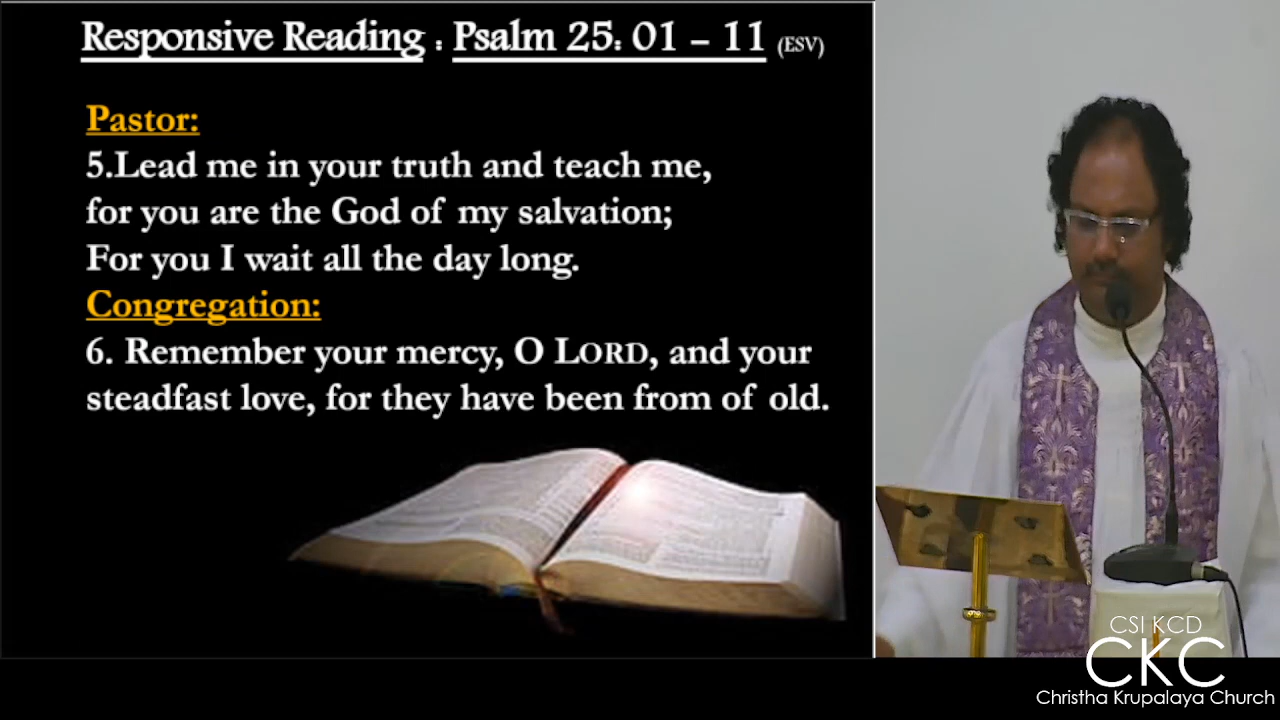 Responsive Reading : Psalm 25: 01 – 11 (ESV)
Pastor:
5.Lead me in your truth and teach me,
for you are the God of my salvation;
For you I wait all the day long.
Congregation:
6. Remember your mercy, O LORD, and your
steadfast love, for they have been from of old.
CSI KCD
CKC
Christha Krupalaya Church